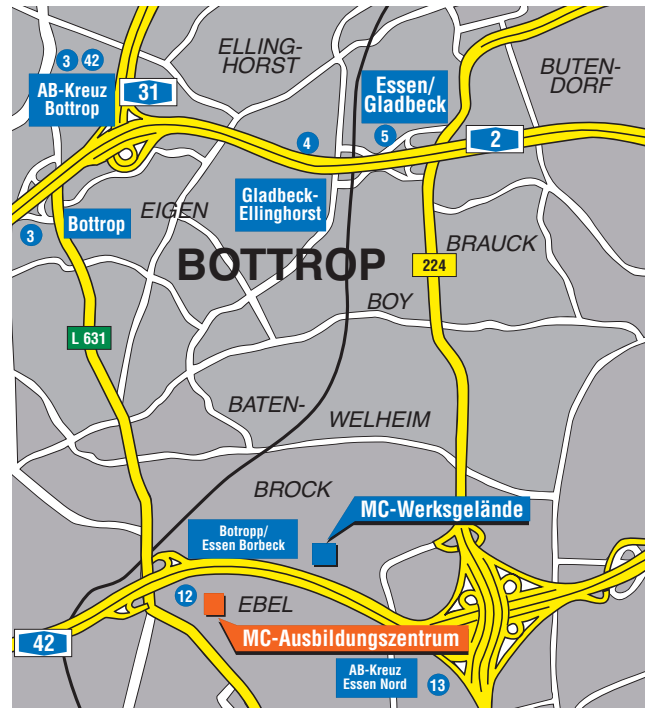 ELLING-
HORST
3
42
AB-Kreuz
Bottrop
31
Essen/
Gladbeck
BUTEN-
DORF
4
5
2
Gladbeck-
Ellinghorst
EIGEN
Bottrop
3
BOTTROP
BRAUCK
224
BOY
L 631
BATEN-
WELHEIM
BROCK
MC-Werksgelände
Botropp/
Essen Borbeck
12
EBEL
MC-Ausbildungszentrum
42
AB-Kreuz
Essen Nord
13